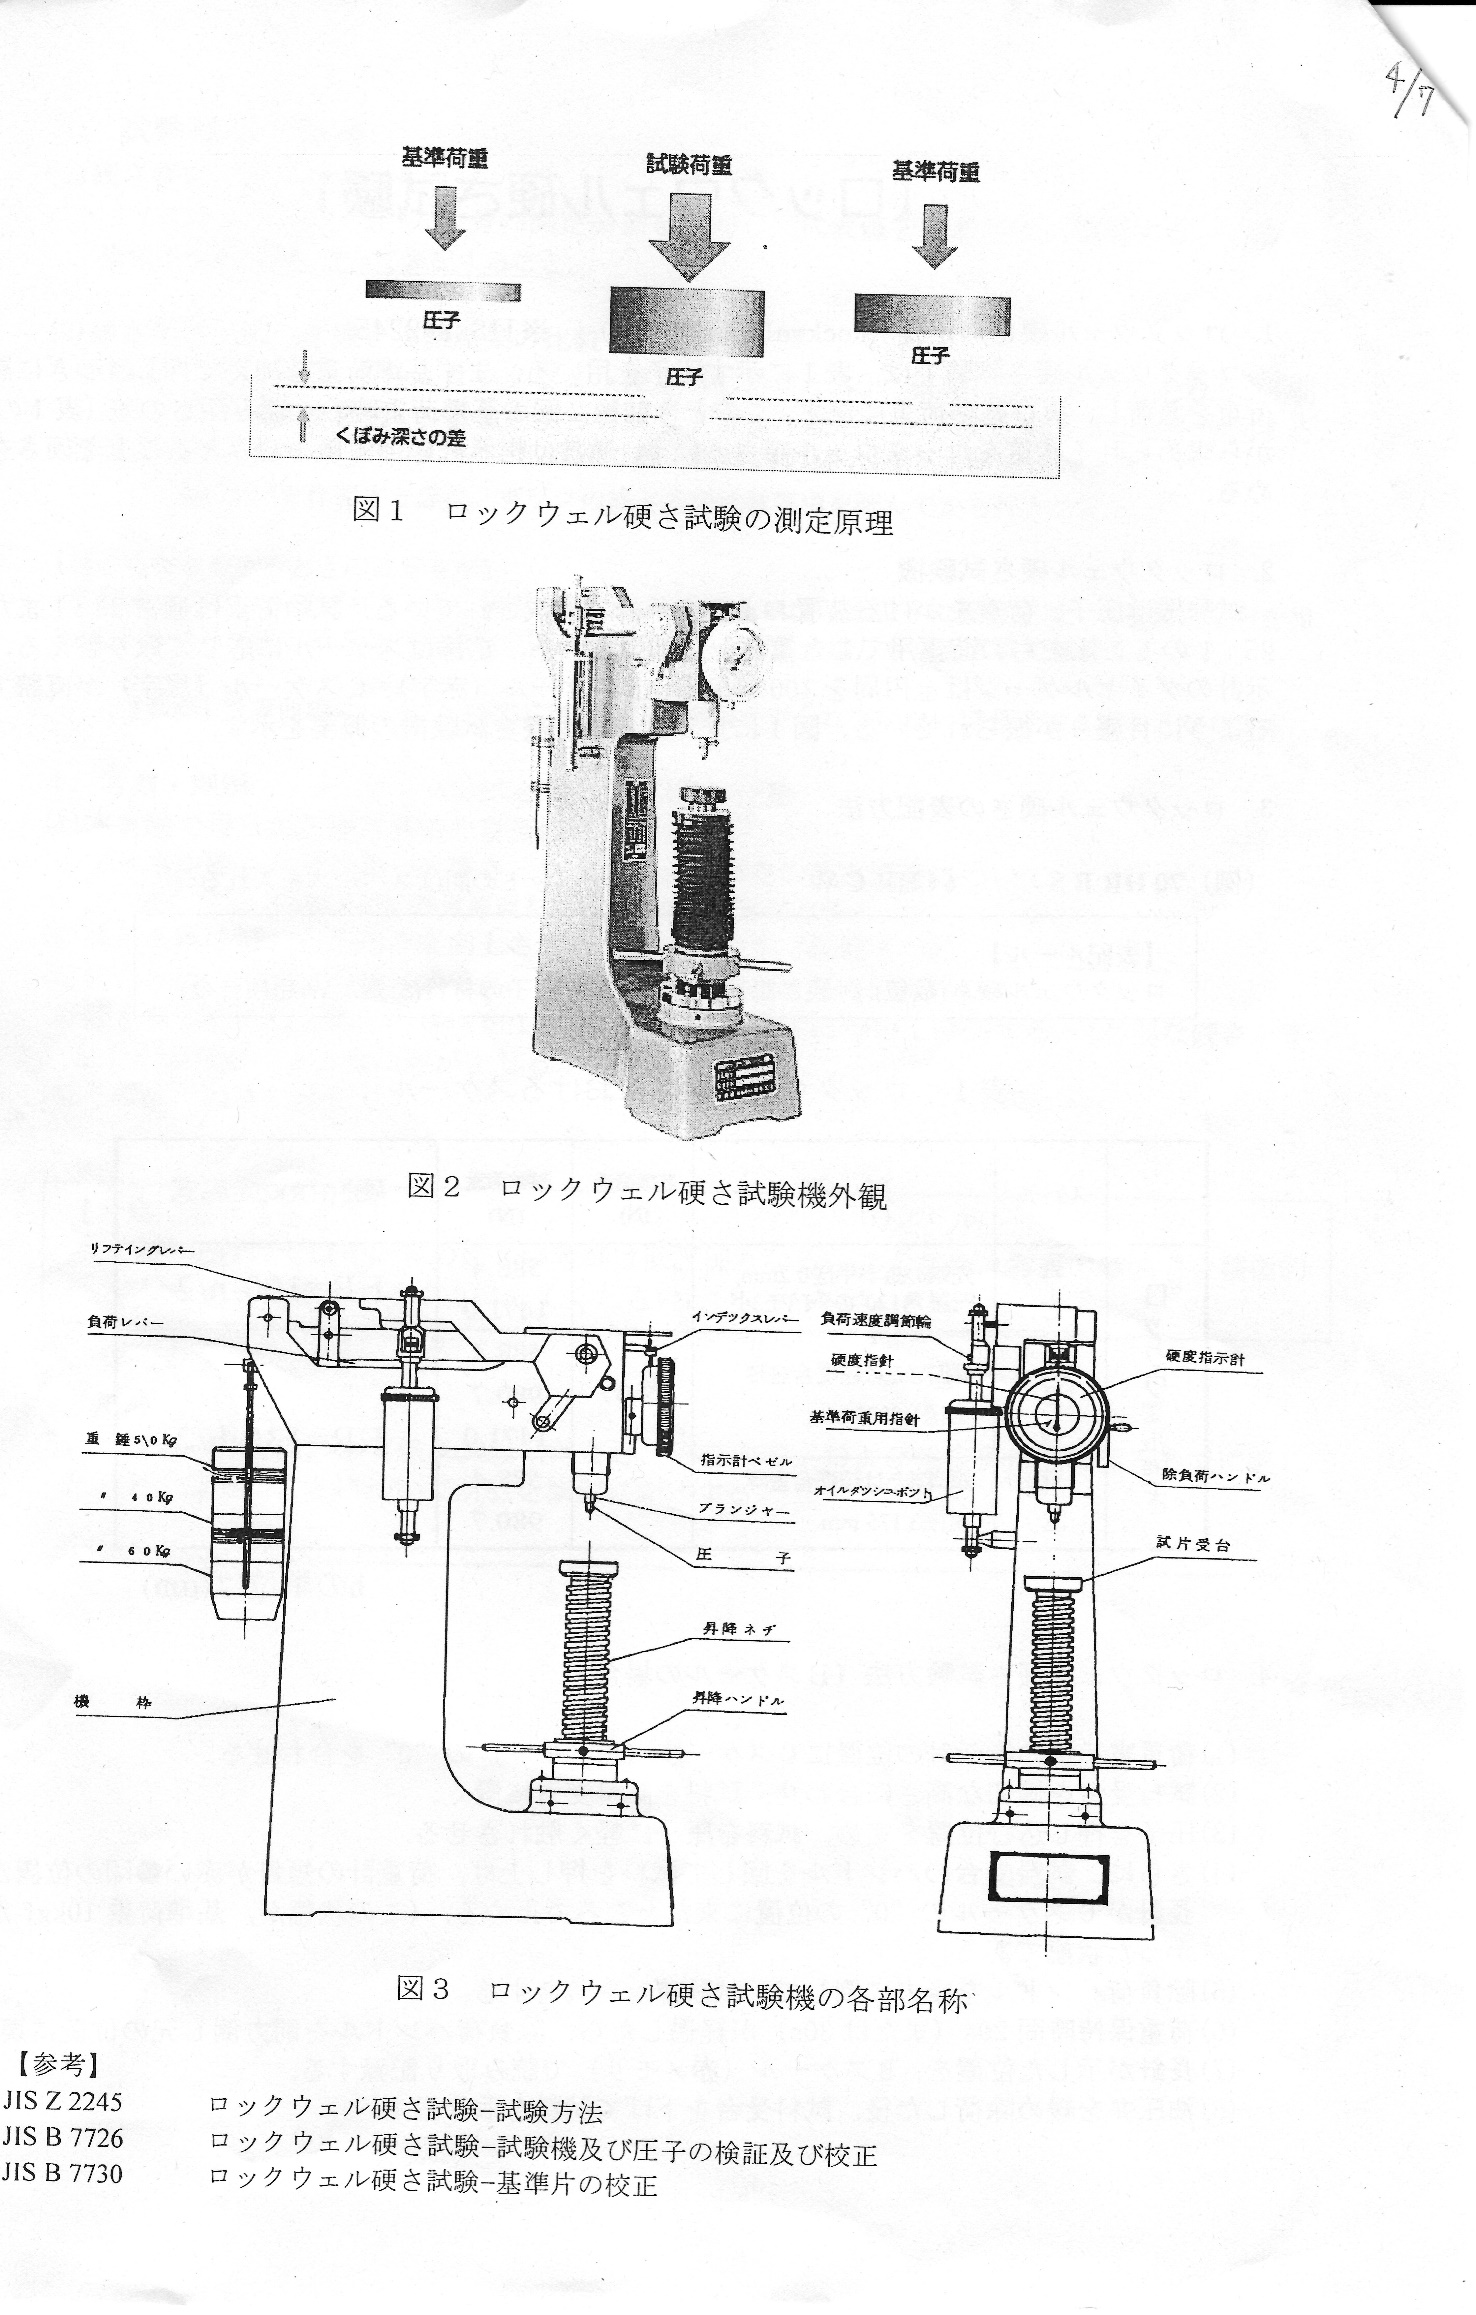 4/7
基準荷重
試験荷重
基準荷重
圧子
圧子
圧子
くぼみ深さの差
図1 ロックウェル硬さ試験の測定原理
図2 ロックウェル硬さ試験機外観
リフテイングレバー
負荷レバー
重 錘 50Kg
〃 40Kg
〃 60Kg
機 枠
インデックスレバー
指示計ベゼル
プランジャー
圧 子
昇降ネヂ
昇降ハンドル
負荷速度調節輪
硬度指針
基準荷重用指針
オイルダツシュポット
硬度指示計
除負荷ハンドル
試片受台
図3 ロックウェル硬さ試験機の各部名称
【参考】
JIS Z 2245 ロックウェル硬さ試験−試験方法
JIS B 7726 ロックウェル硬さ試験−試験機及び圧子の検証及び校正
JIS B 7730 ロックウェル硬さ試験−基準片の校正